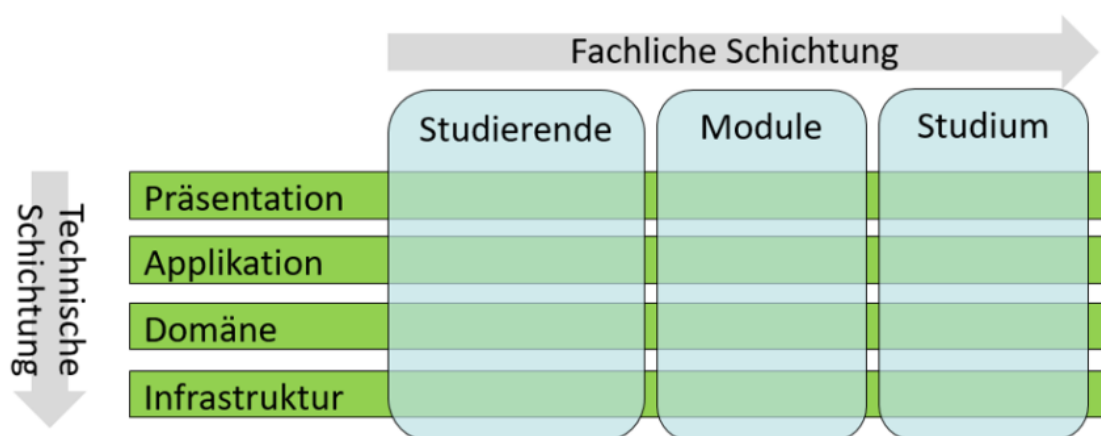 Fachliche Schichtung
Studierende
Module
Studium
Technische
Schichtung
Präsentation
Applikation
Domäne
Infrastruktur